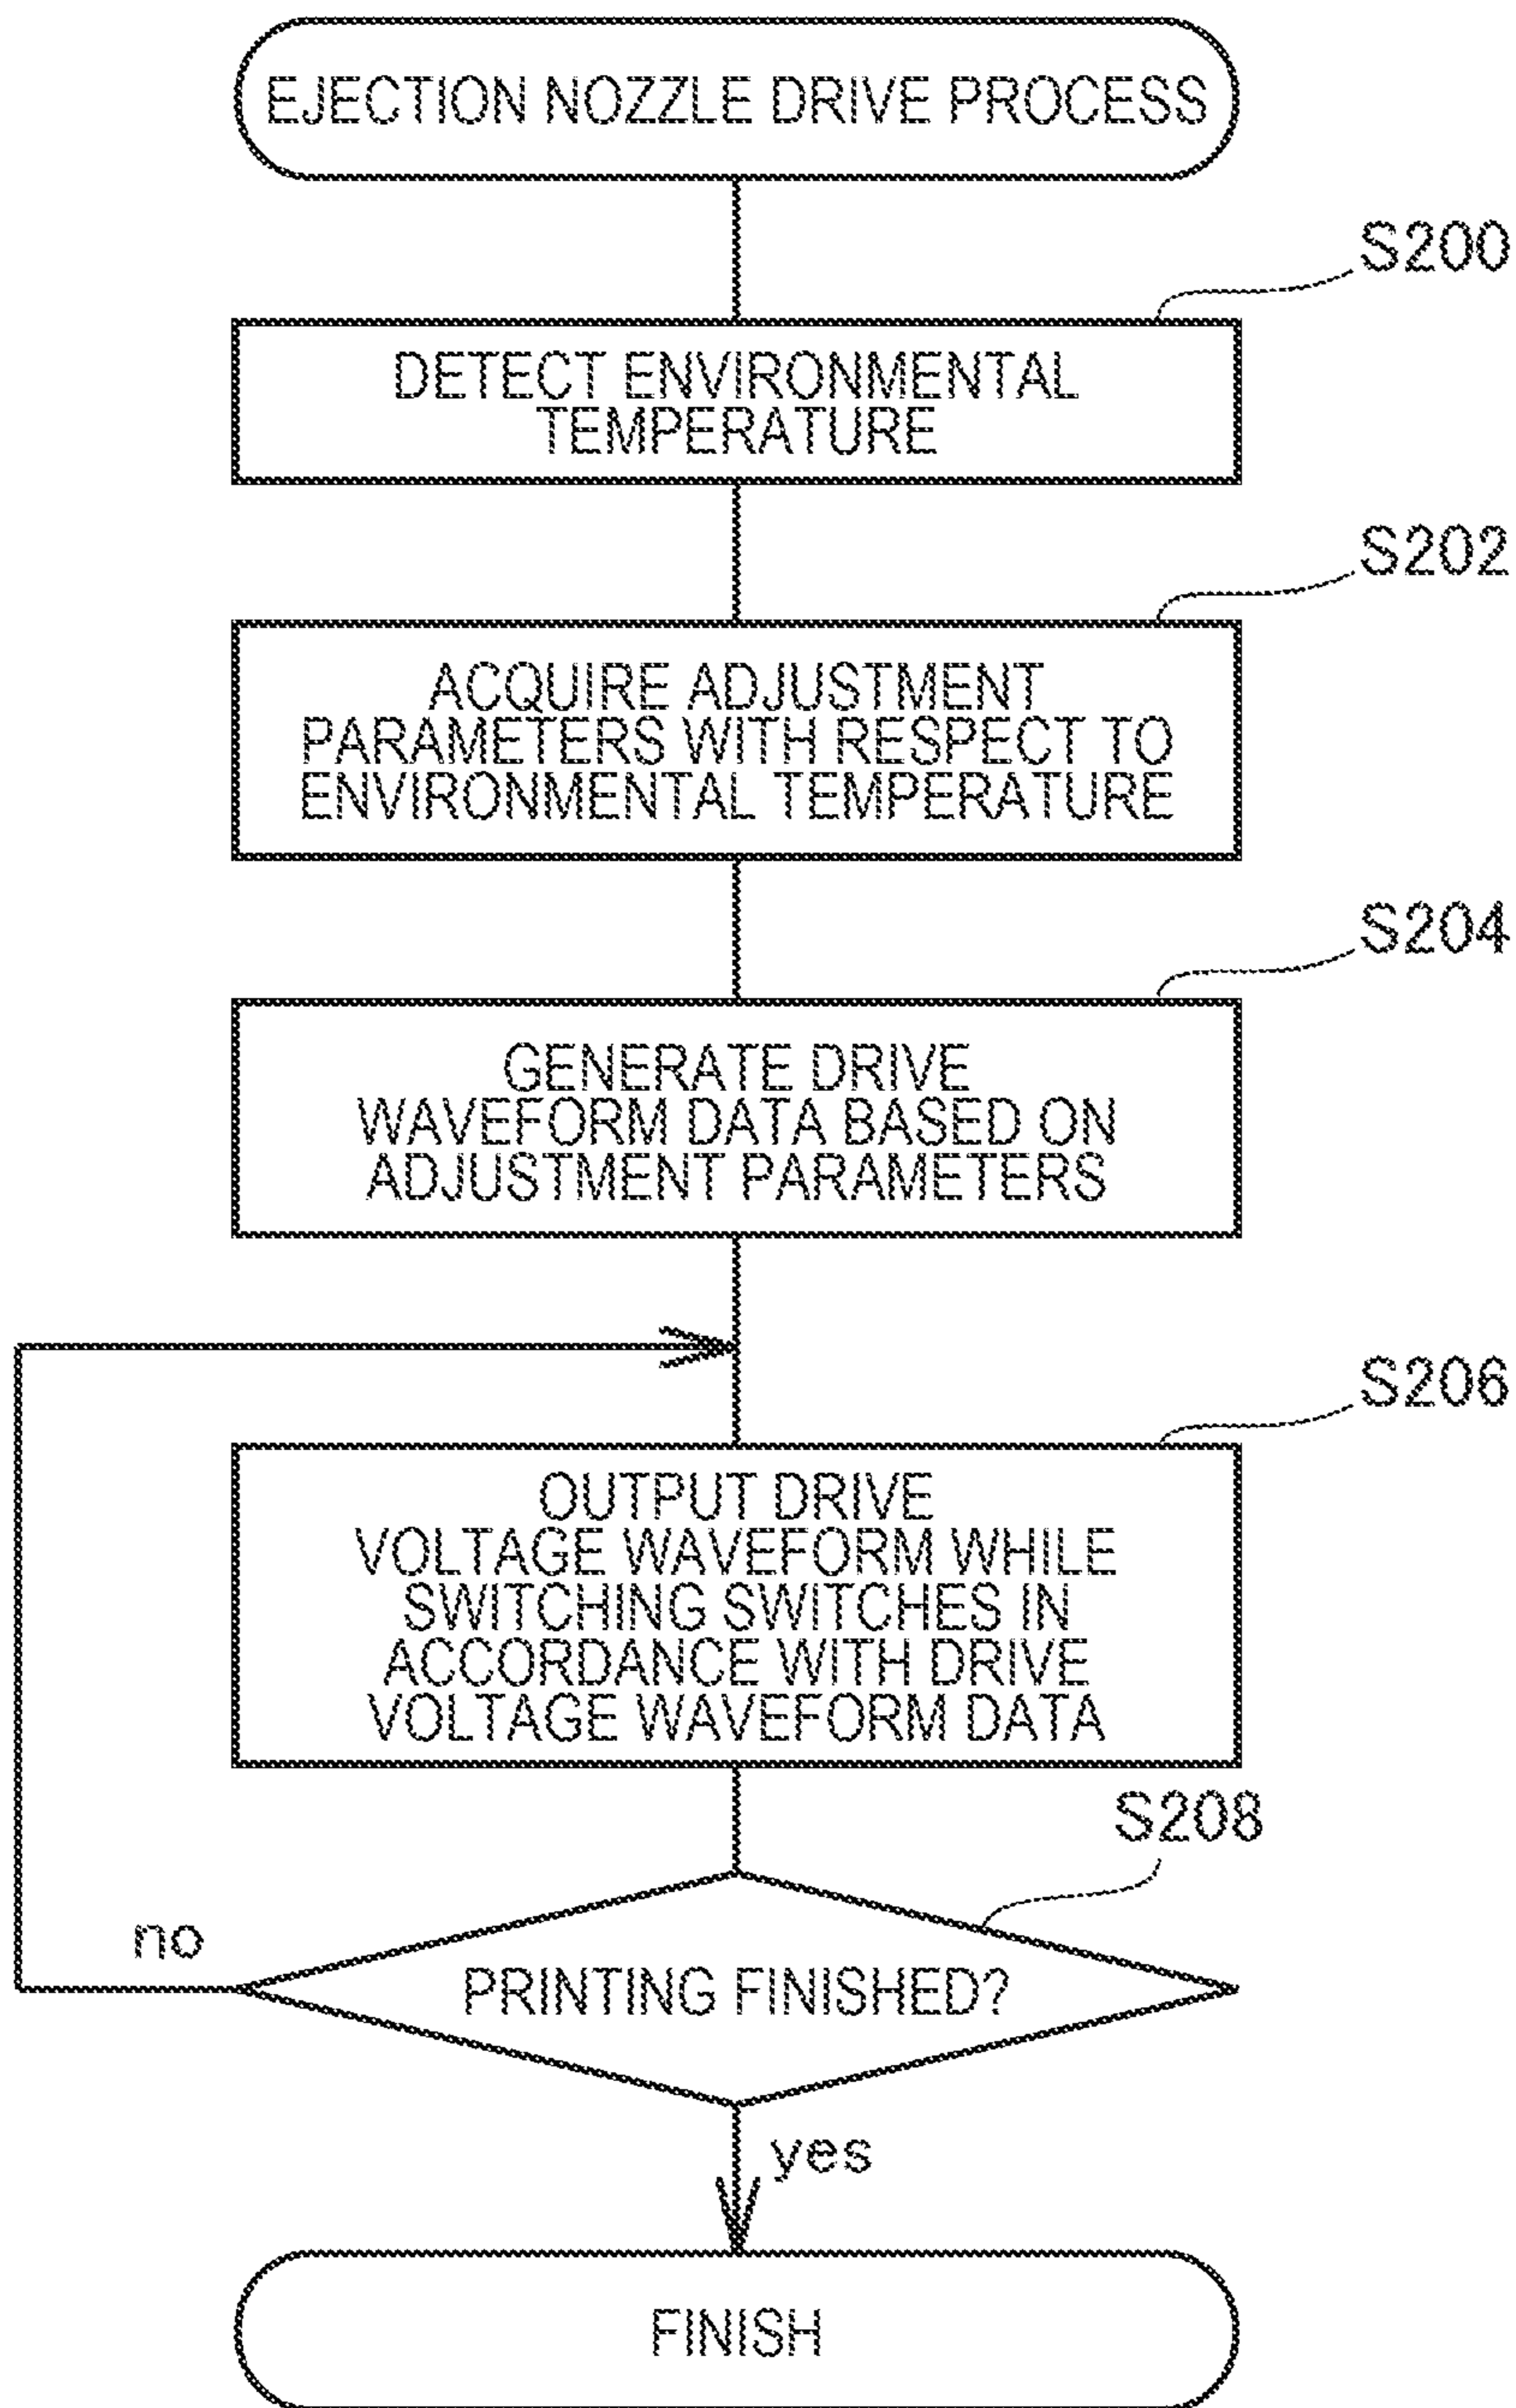 EJECTION NOZZLE DRIVE PROCESS
S200
DETECT ENVIRONMENTAL
TEMPERATURE
S202
ACQUIRE ADJUSTMENT
PARAMETERS WITH RESPECT TO
ENVIRONMENTAL TEMPERATURE
S204
GENERATE DRIVE
WAVEFORM DATA BASED ON
ADJUSTMENT PARAMETERS
S206
OUTPUT DRIVE
VOLTAGE WAVEFORM WHILE
SWITCHING SWITCHES IN
ACCORDANCE WITH DRIVE
VOLTAGE WAVEFORM DATA
S208
no
PRINTING FINISHED?
yes
FINISH